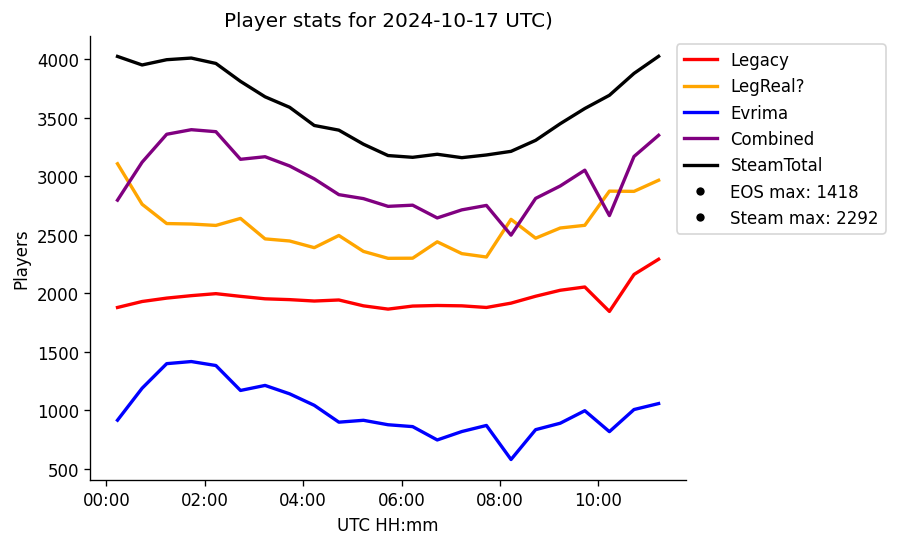 Player stats for 2024-10-17 UTC)
Legacy
LegReal?
Evrima
Combined
SteamTotal
EOS max: 1418
Steam max: 2292
Players
4000
3500
3000
2500
2000
1500
1000
500
00:00 02:00 04:00 06:00 08:00 10:00
UTC HH:mm